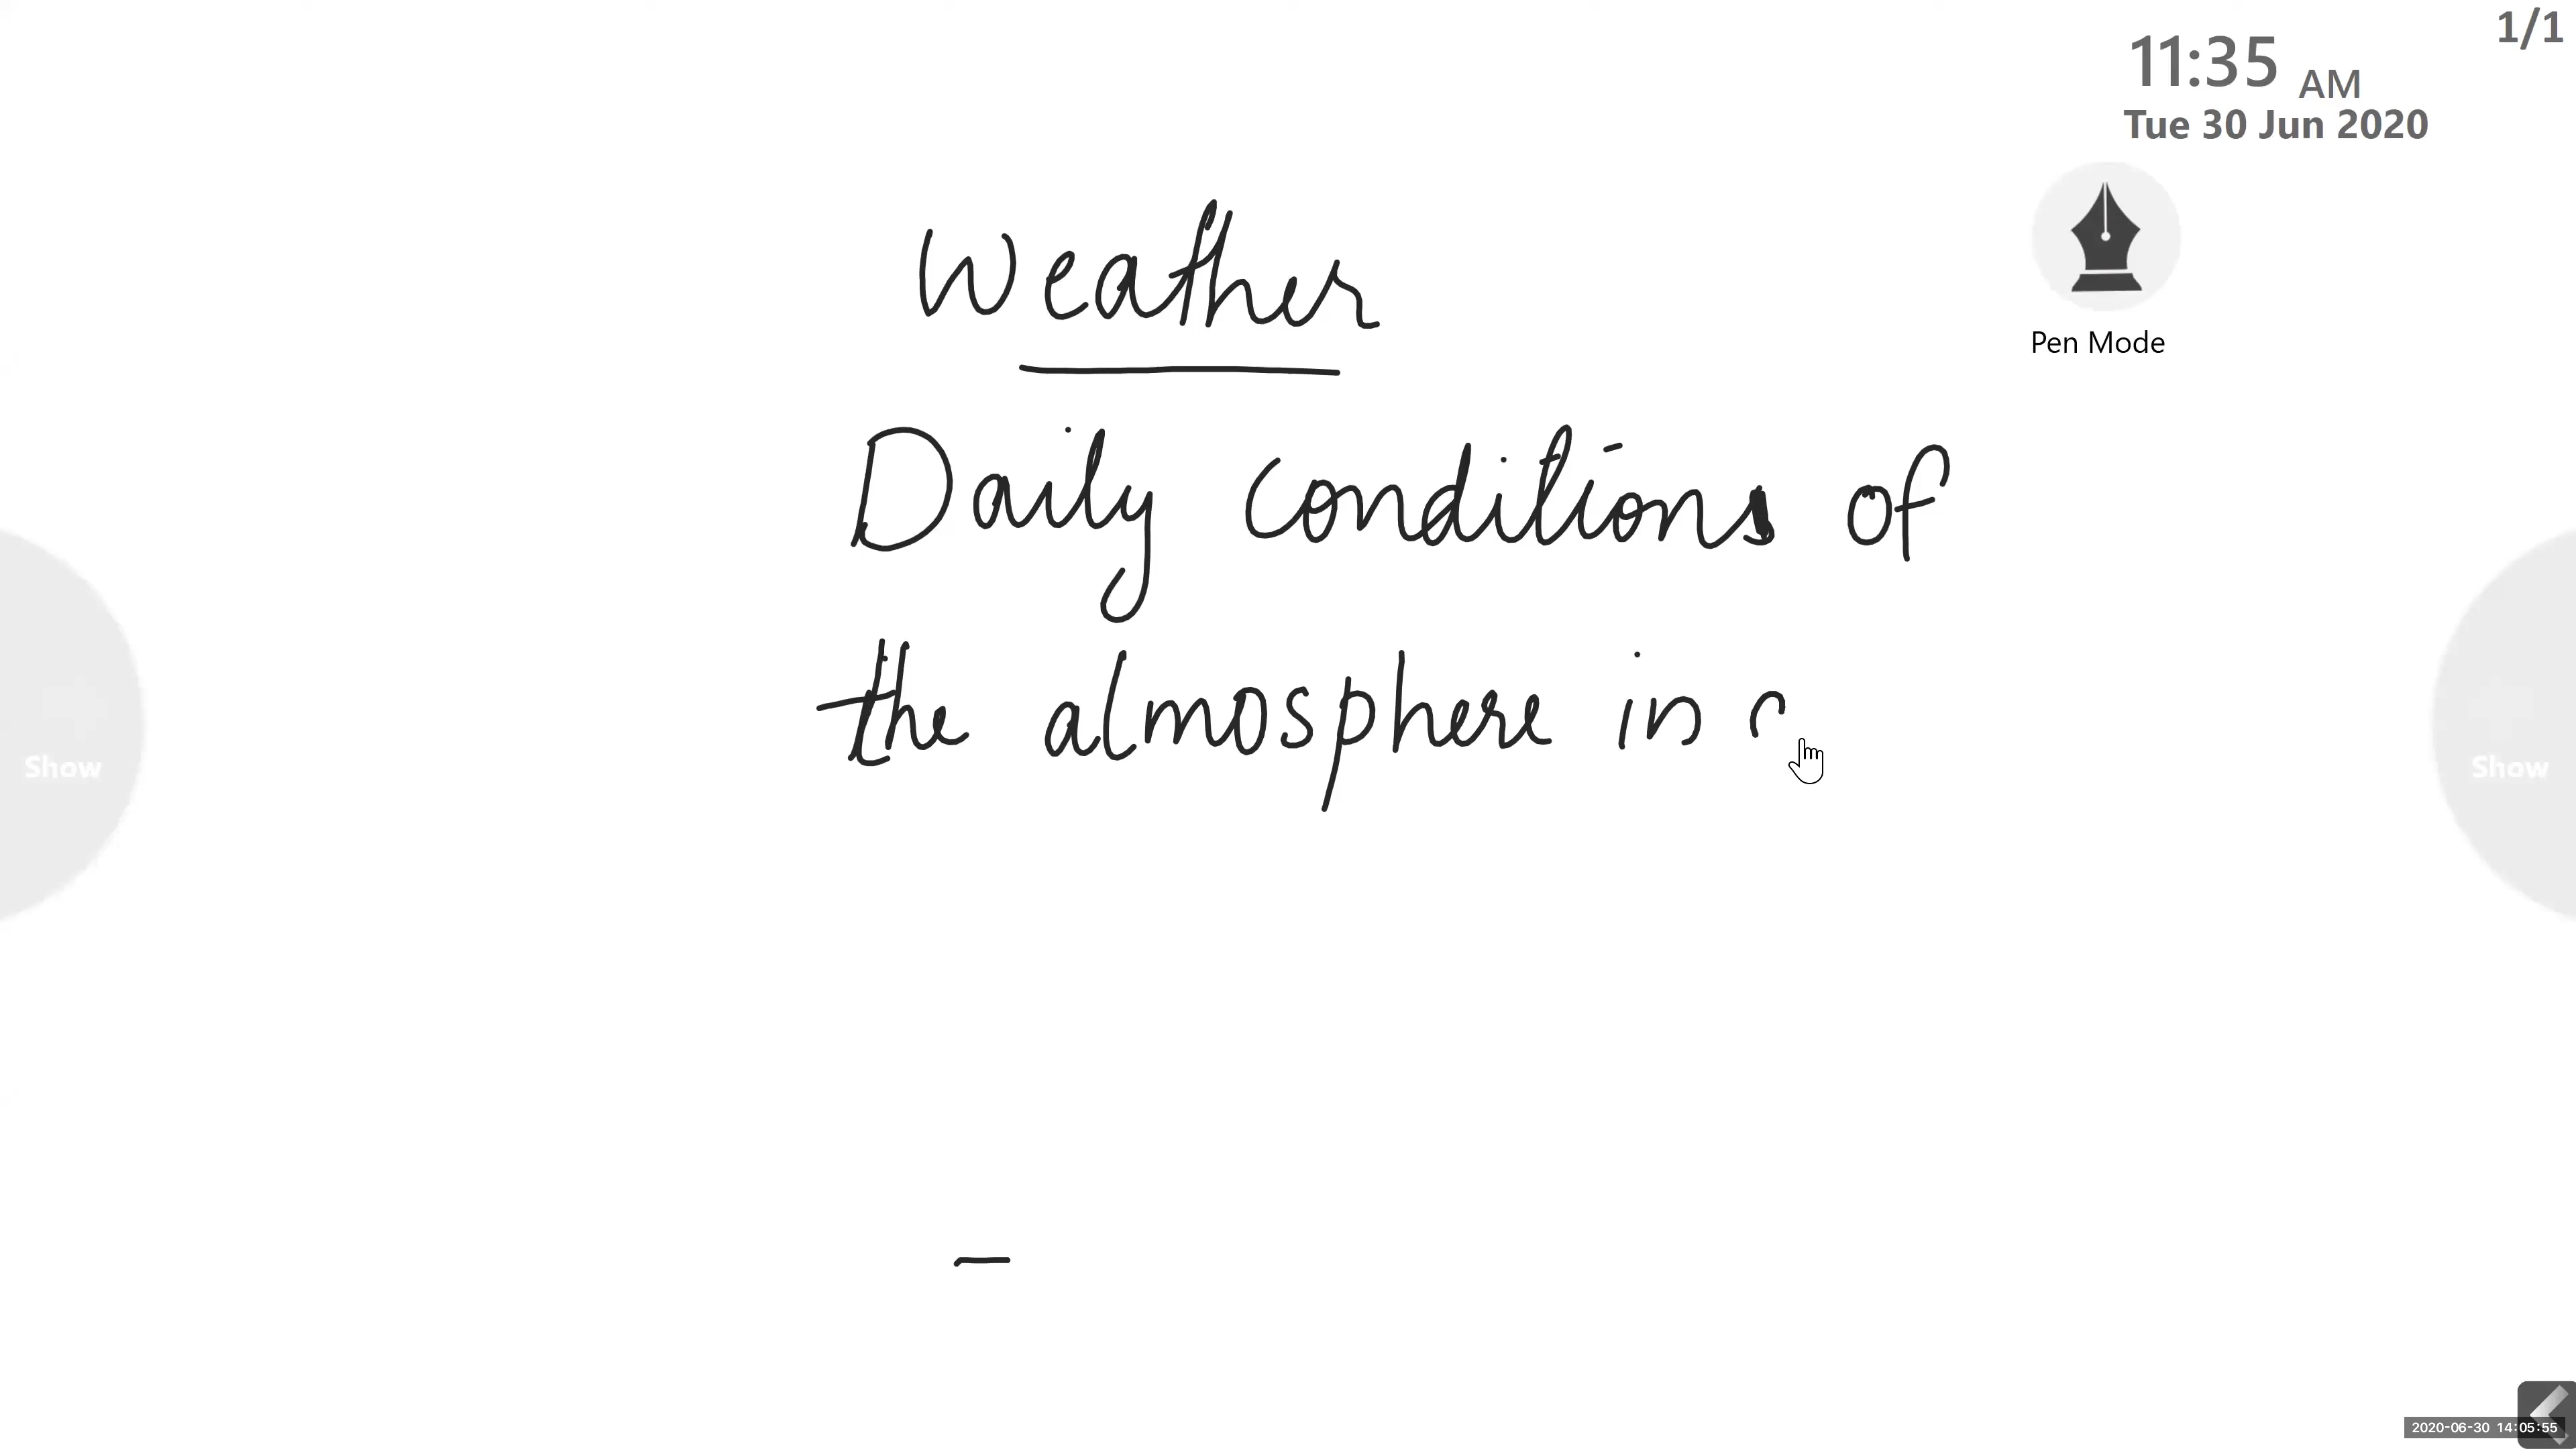 1/1
11:35 AM
Tue 30 Jun 2020
Pen Mode
Weather
Daily conditions of
the atmosphere in
Show
Show
2020-06-30 14:05:55